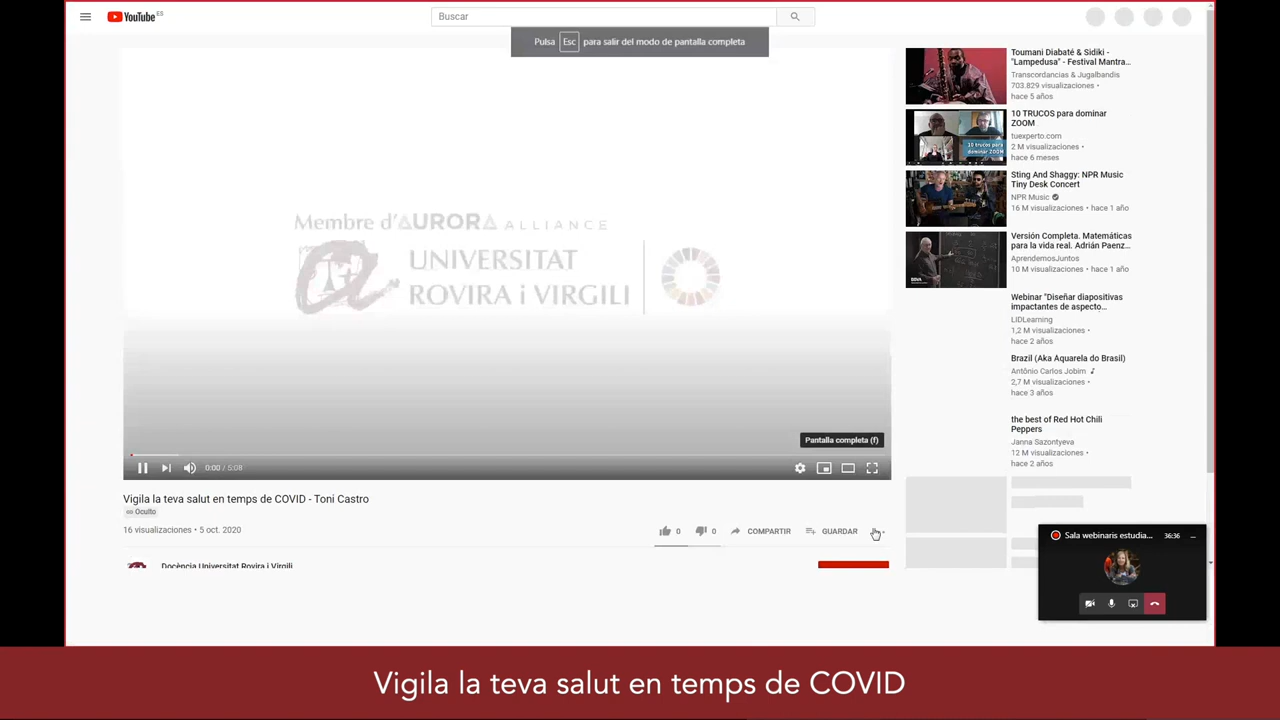 YouTube ES
Buscar
Pulsa Esc para salir del modo de pantalla completa
Membre d'AURORA ALLIANCE
UNIVERSITAT
ROVIRA i VIRGILI
Pantalla completa (f)
0:00 / 5:08
Vigila la teva salut en temps de COVID - Toni Castro
Oculto
16 visualizaciones • 5 oct. 2020
0
0
COMPARTIR
GUARDAR
Docència Universitat Rovira i Virgili
Toumani Diabaté & Sidiki -
"Lampedusa" - Festival Mantra...
Transcordancias & Jugalbandis
703.829 visualizaciones •
hace 5 años
10 trucos para
dominar ZOOM
10 TRUCOS para dominar
ZOOM
tuexperto.com
2 M visualizaciones •
hace 6 meses
Sting And Shaggy: NPR Music
Tiny Desk Concert
NPR Music
16 M visualizaciones • hace 1 año
BBVA
Versión Completa. Matemáticas
para la vida real. Adrián Paenz...
AprendemosJuntos
10 M visualizaciones • hace 1 año
Webinar "Diseñar diapositivas
impactantes de aspecto...
LIDLearning
1,2 M visualizaciones •
hace 2 años
Brazil (Aka Aquarela do Brasil)
Antônio Carlos Jobim
2,7 M visualizaciones •
hace 3 años
the best of Red Hot Chili
Peppers
Janna Sazontyeva
12 M visualizaciones •
hace 2 años
Sala webinaris estudia... 36:36
Vigila la teva salut en temps de COVID